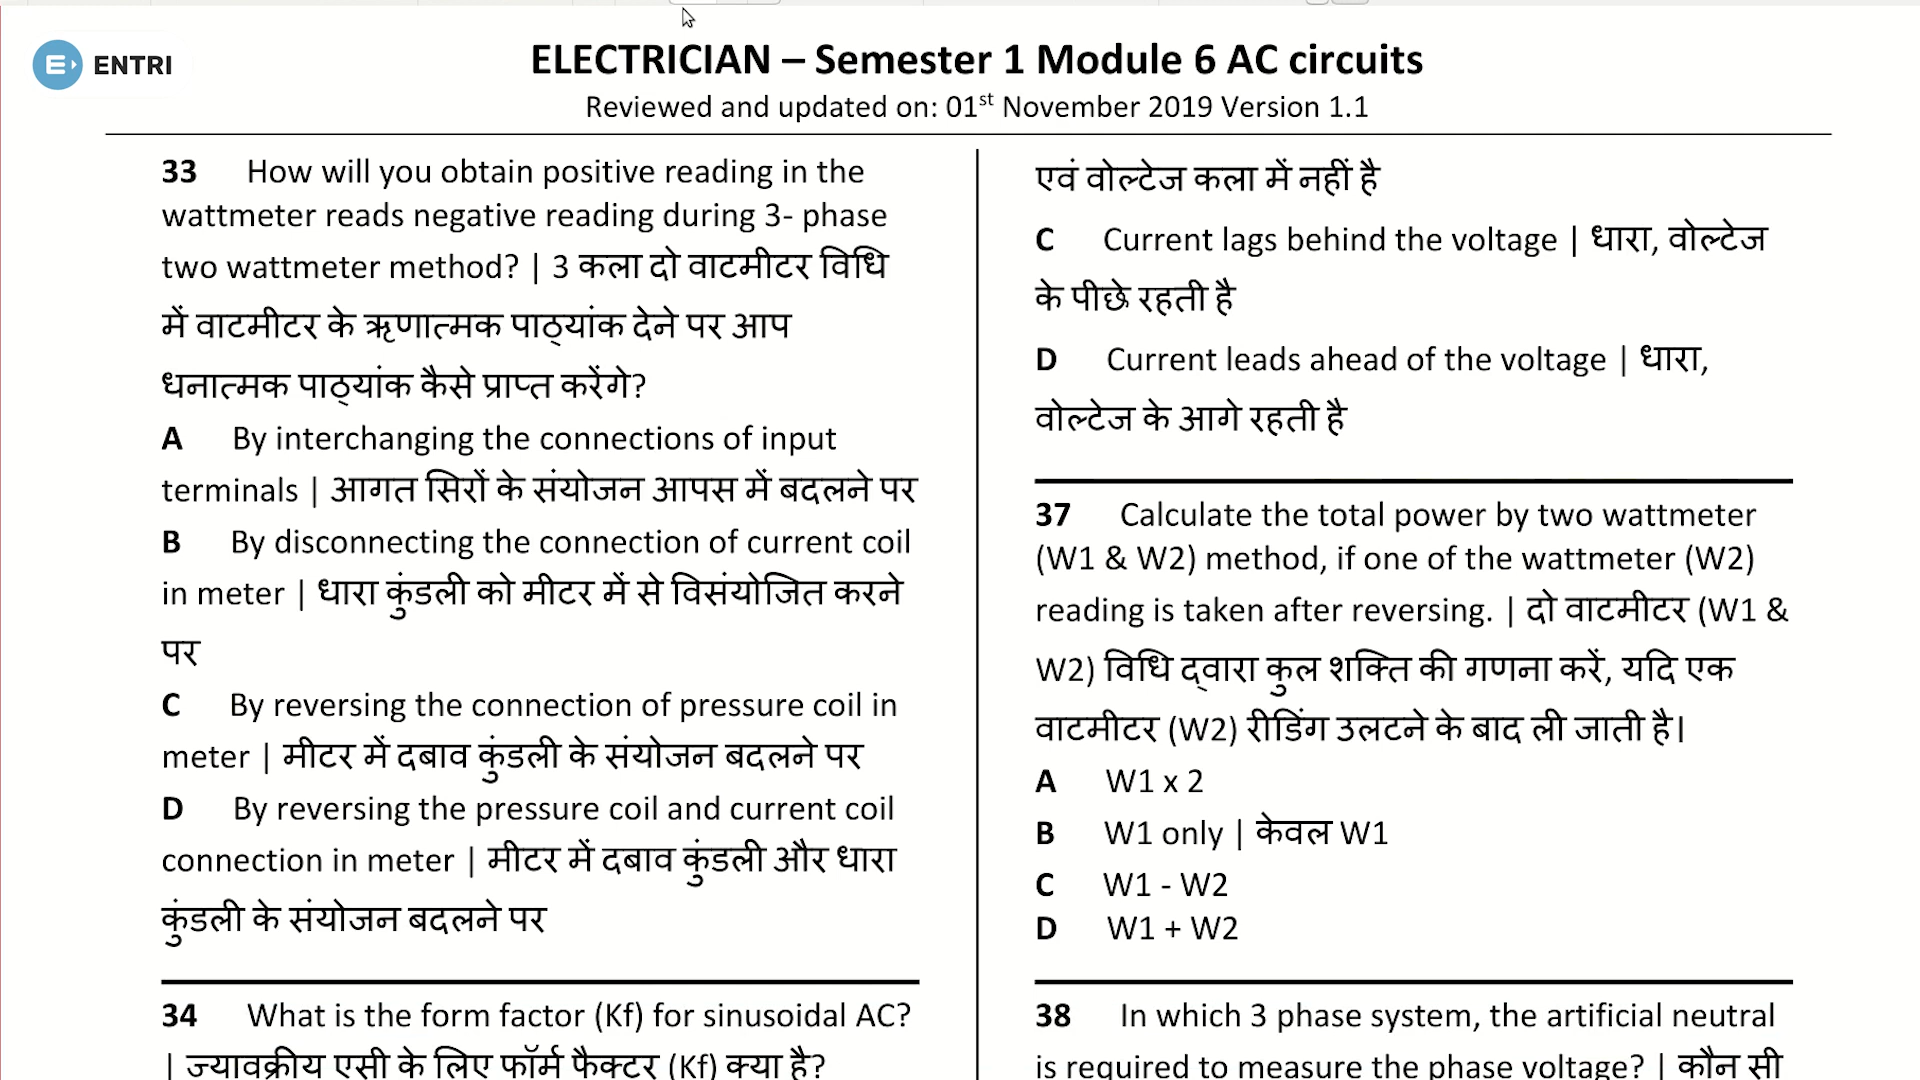 ENTRI
ELECTRICIAN – Semester 1 Module 6 AC circuits
Reviewed and updated on: 01st November 2019 Version 1.1
33 How will you obtain positive reading in the
wattmeter reads negative reading during 3- phase
two wattmeter method? | 3 कला दो वाटमीटर विधि
में वाटमीटर के ऋणात्मक पाठ्यांक देने पर आप
धनात्मक पाठ्यांक कैसे प्राप्त करेंगे?
A By interchanging the connections of input
terminals | आगत सिरों के संयोजन आपस में बदलने पर
B By disconnecting the connection of current coil
in meter | धारा कुंडली को मीटर में से विसंयोजित करने
पर
C By reversing the connection of pressure coil in
meter | मीटर में दबाव कुंडली के संयोजन बदलने पर
D By reversing the pressure coil and current coil
connection in meter | मीटर में दबाव कुंडली और धारा
कुंडली के संयोजन बदलने पर
34 What is the form factor (Kf) for sinusoidal AC?
| ज्यावक्रीय एसी के लिए फॉर्म फैक्टर (Kf) क्या है?
एवं वोल्टेज कला में नहीं है
C Current lags behind the voltage | धारा, वोल्टेज
के पीछे रहती है
D Current leads ahead of the voltage | धारा,
वोल्टेज के आगे रहती है
37 Calculate the total power by two wattmeter
(W1 & W2) method, if one of the wattmeter (W2)
reading is taken after reversing. | दो वाटमीटर (W1 &
W2) विधि द्वारा कुल शक्ति की गणना करें, यदि एक
वाटमीटर (W2) रीडिंग उलटने के बाद ली जाती है|
A W1 x 2
B W1 only | केवल W1
C W1 - W2
D W1 + W2
38 In which 3 phase system, the artificial neutral
is required to measure the phase voltage? | कौन सी